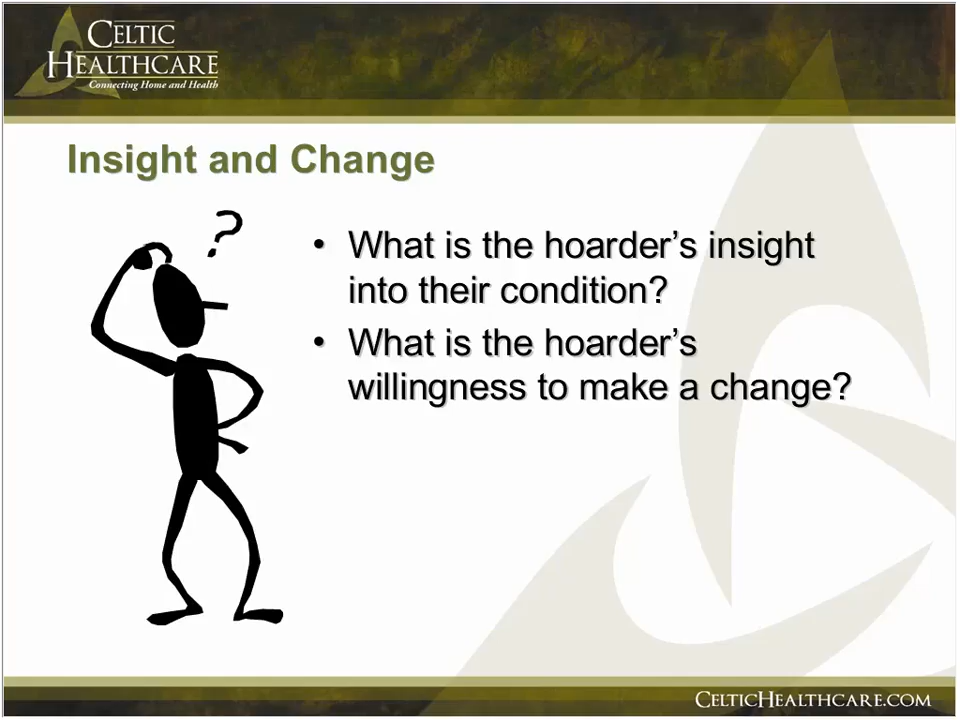 CELTIC
HEALTHCARE
Connecting Home and Health
Insight and Change
?
• What is the hoarder’s insight
into their condition?
• What is the hoarder’s
willingness to make a change?
CELTICHEALTHCARE.COM